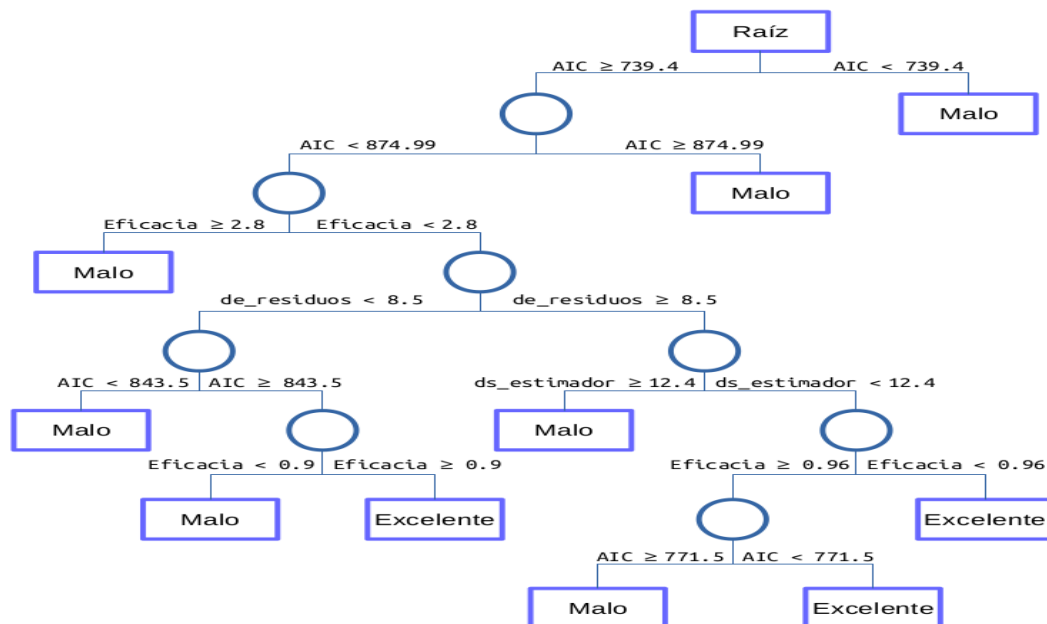 Raíz
AIC ≥ 739.4 AIC < 739.4
Malo
AIC < 874.99 AIC ≥ 874.99
Malo
Eficacia ≥ 2.8 Eficacia < 2.8
Malo
de_residuos < 8.5 de_residuos ≥ 8.5
AIC < 843.5 AIC ≥ 843.5 ds_estimador ≥ 12.4 ds_estimador < 12.4
Malo Malo
Eficacia < 0.9 Eficacia ≥ 0.9 Eficacia ≥ 0.96 Eficacia < 0.96
Malo Excelente Excelente
AIC ≥ 771.5 AIC < 771.5
Malo Excelente